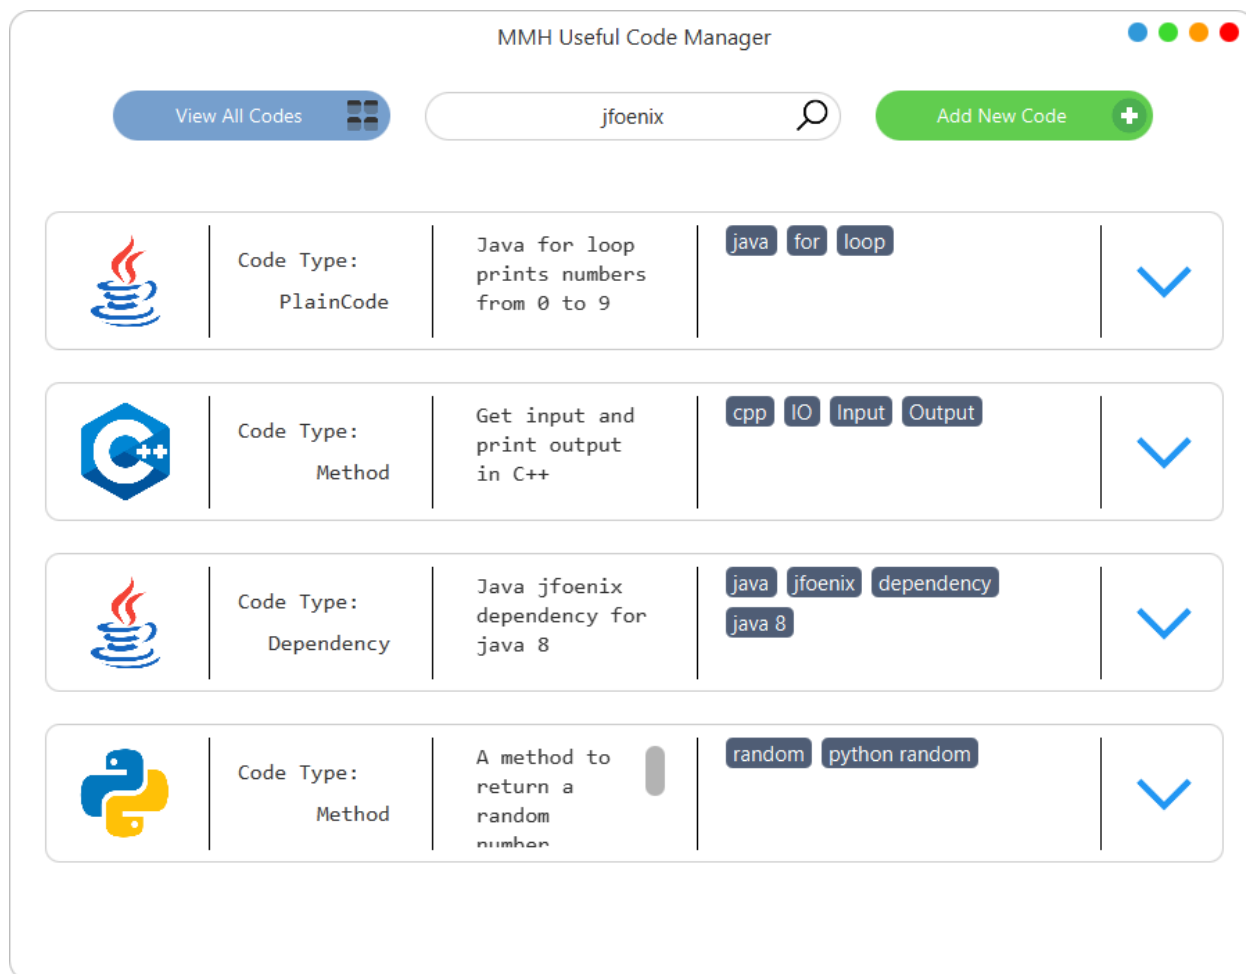 MMH Useful Code Manager
View All Codes
jfoenix
Add New Code
Code Type:
PlainCode
Java for loop
prints numbers
from 0 to 9
java for loop
C++
Code Type:
Method
Get input and
print output
in C++
cpp IO Input Output
Code Type:
Dependency
Java jfoenix
dependency for
java 8
java jfoenix dependency
java 8
Code Type:
Method
A method to
return a
random
number
random python random